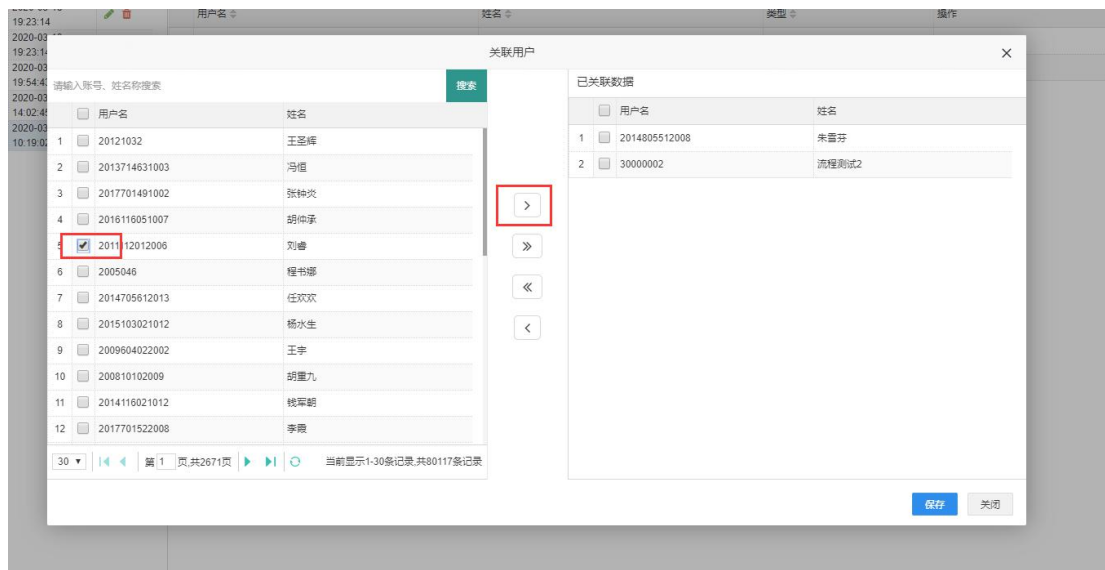 19:23:14
用户名
姓名
类型
操作
2020-03
19:23:14
2020-03
19:54:4
2020-03
14:02:4
2020-03
10:19:0
关联用户
请输入账号、姓名称搜索
搜索
用户名 姓名
1 20121032 王圣辉
2 2013714631003 冯恒
3 2017701491002 张钟炎
4 2016116051007 胡仲承
5 2011112012006 刘睿
6 2005046 程书娜
7 2014705612013 任欢欢
8 2015103021012 杨水生
9 2009604022002 王宇
10 200810102009 胡重九
11 2014116021012 钱军朝
12 2017701522008 李霞
30 第 1 页,共2671页 当前显示1-30条记录,共80117条记录
已关联数据
用户名 姓名
1 2014805512008 朱雪芬
2 30000002 流程测试2
保存
关闭